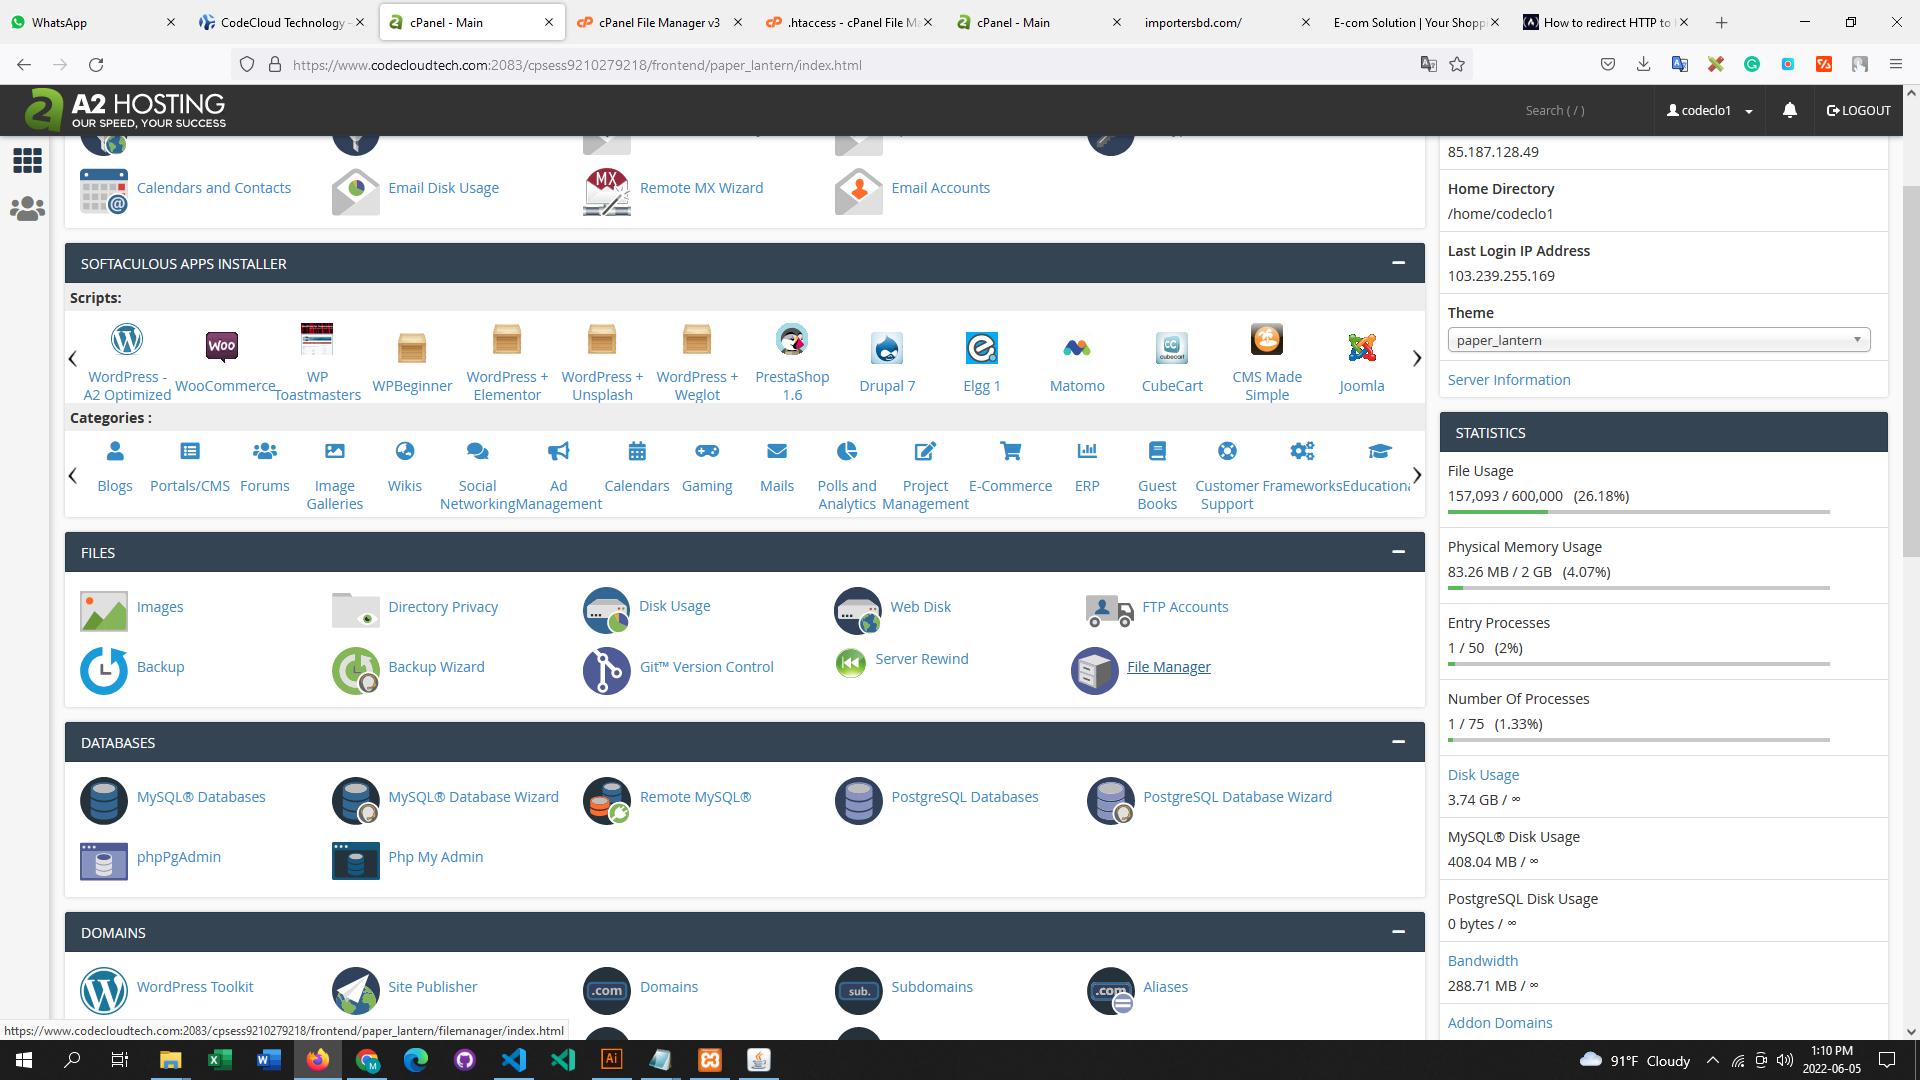 WhatsApp
CodeCloud Technology -
cPanel - Main
cPanel File Manager v3
.htaccess - cPanel File Ma
cPanel - Main
importersbd.com/
E-com Solution | Your Shoppi
How to redirect HTTP to
https://www.codecloudtech.com:2083/cpsess9210279218/frontend/paper_lantern/index.html
A2 HOSTING
OUR SPEED, YOUR SUCCESS
Search ( / )
codeclo1
LOGOUT
Calendars and Contacts
Email Disk Usage
MX
Remote MX Wizard
Email Accounts
SOFTACULOUS APPS INSTALLER
Scripts:
WordPress - A2 Optimized
WooCommerce
WP Toastmasters
WPBeginner
WordPress + Elementor
WordPress + Unsplash
WordPress + Weglot
PrestaShop 1.6
Drupal 7
Elgg 1
Matomo
CubeCart
CMS Made Simple
Joomla
Categories :
Blogs
Portals/CMS
Forums
Image Galleries
Wikis
Social Networking
Ad Management
Calendars
Gaming
Mails
Polls and Analytics
Project Management
E-Commerce
ERP
Guest Books
Customer Support
Frameworks
Educationa
FILES
Images
Directory Privacy
Disk Usage
Web Disk
FTP Accounts
Backup
Backup Wizard
Git™ Version Control
Server Rewind
File Manager
DATABASES
MySQL® Databases
MySQL® Database Wizard
Remote MySQL®
PostgreSQL Databases
PostgreSQL Database Wizard
phpPgAdmin
Php My Admin
DOMAINS
WordPress Toolkit
Site Publisher
.com
Domains
sub.
Subdomains
.com
Aliases
85.187.128.49
Home Directory
/home/codeclo1
Last Login IP Address
103.239.255.169
Theme
paper_lantern
Server Information
STATISTICS
File Usage
157,093 / 600,000 (26.18%)
Physical Memory Usage
83.26 MB / 2 GB (4.07%)
Entry Processes
1 / 50 (2%)
Number Of Processes
1 / 75 (1.33%)
Disk Usage
3.74 GB / ∞
MySQL® Disk Usage
408.04 MB / ∞
PostgreSQL Disk Usage
0 bytes / ∞
Bandwidth
288.71 MB / ∞
Addon Domains
https://www.codecloudtech.com:2083/cpsess9210279218/frontend/paper_lantern/filemanager/index.html
91°F Cloudy
1:10 PM
2022-06-05